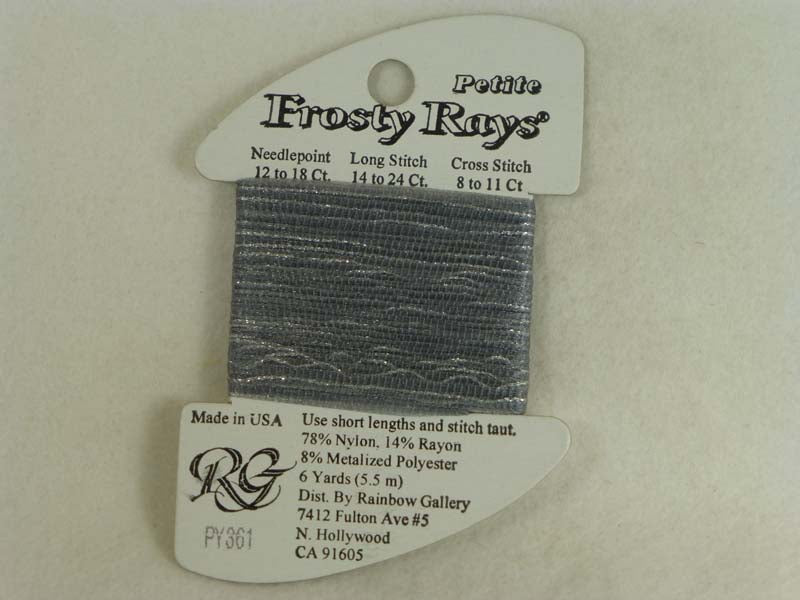 Petite
Frosty Rays®
Needlepoint Long Stitch Cross Stitch
12 to 18 Ct. 14 to 24 Ct. 8 to 11 Ct
Made in USA
Use short lengths and stitch taut.
78% Nylon, 14% Rayon
8% Metalized Polyester
6 Yards (5.5 m)
Dist. By Rainbow Gallery
7412 Fulton Ave #5
N. Hollywood
CA 91605
RG
PY361